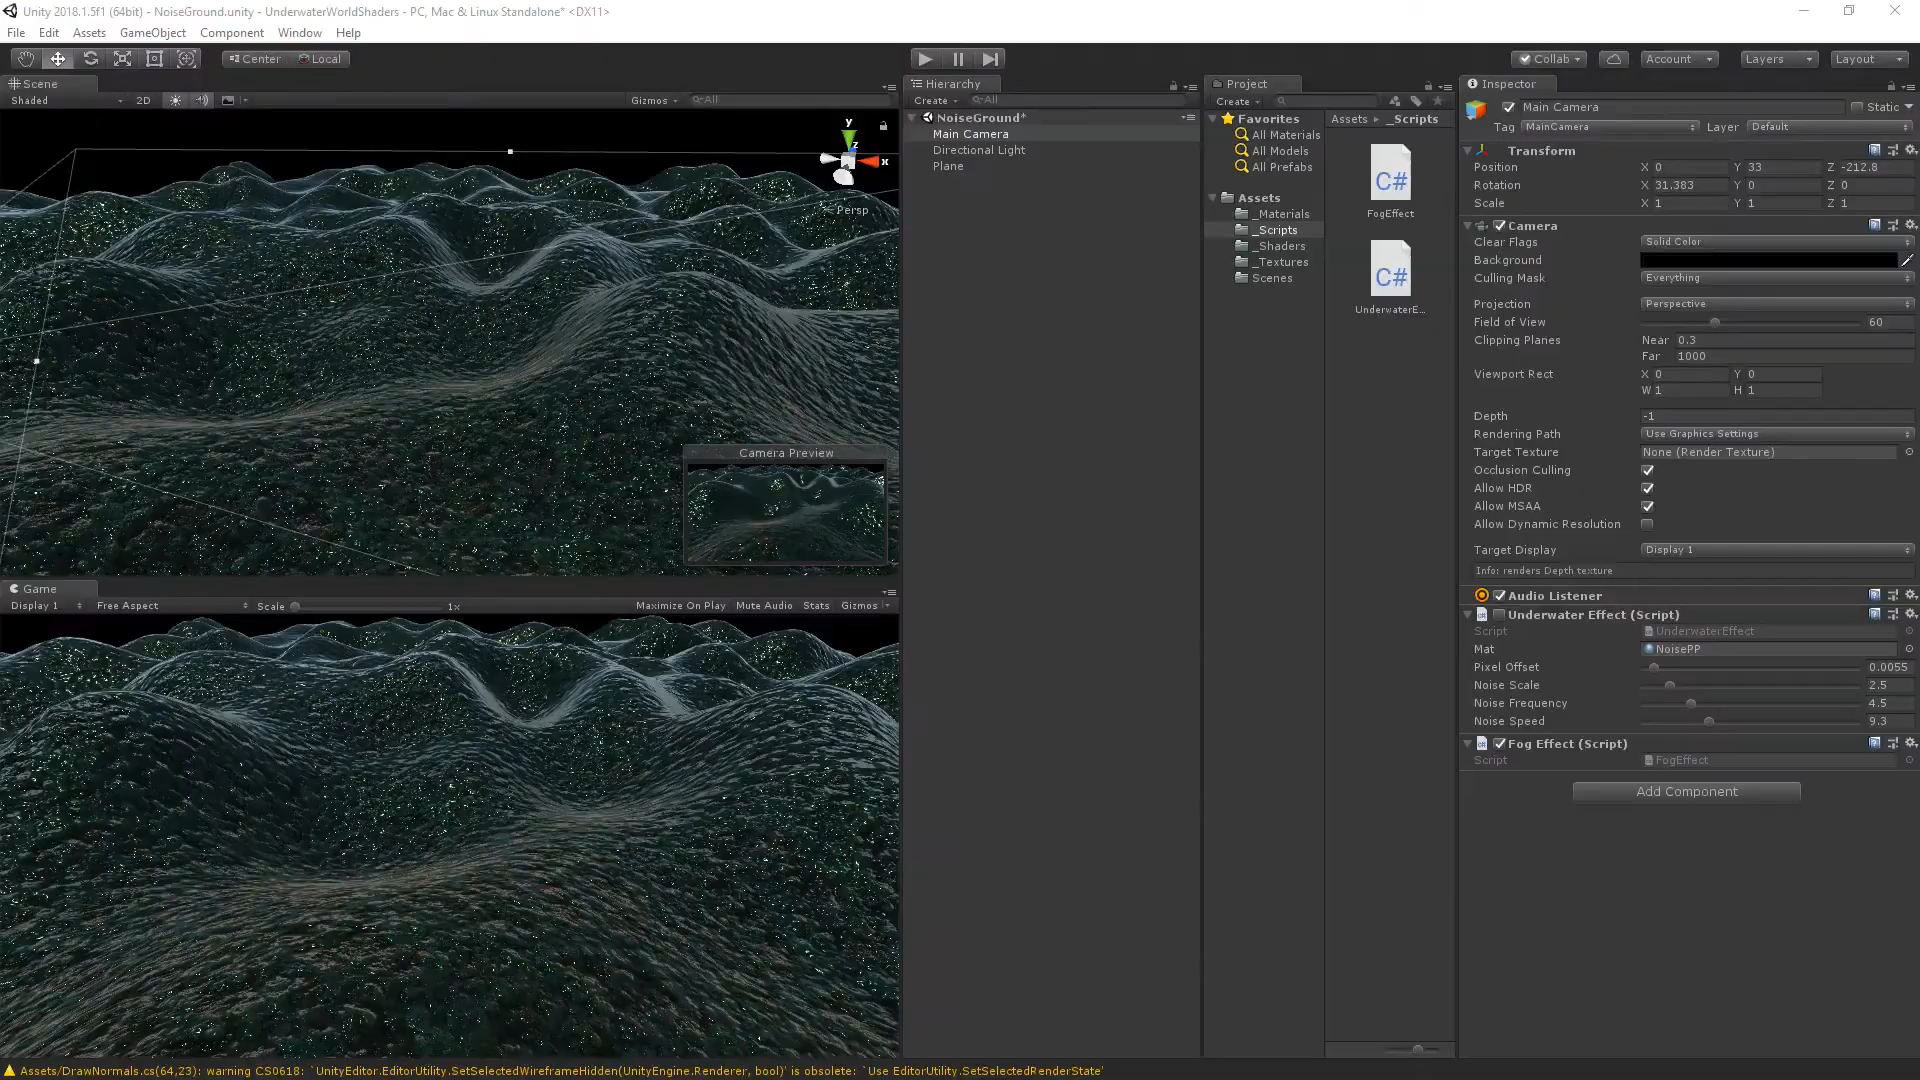 Unity 2018.1.5f1 (64bit) - NoiseGround.unity - UnderwaterWorldShaders - PC, Mac & Linux Standalone* <DX11>
File Edit Assets GameObject Component Window Help
Center Local
Collab Account Layers Layout
Scene
Shaded 2D Gizmos All
y
z
x
Persp
Camera Preview
Game
Display 1 Free Aspect Scale 1x Maximize On Play Mute Audio Stats Gizmos
Hierarchy
Create All
NoiseGround*
Main Camera
Directional Light
Plane
Project
Create
Favorites
All Materials
All Models
All Prefabs
Assets
_Materials
_Scripts
_Shaders
_Textures
Scenes
Assets _Scripts
C#
FogEffect
C#
UnderwaterE...
Inspector
Main Camera Static
Tag MainCamera Layer Default
Transform
Position X 0 Y 33 Z -212.8
Rotation X 31.383 Y 0 Z 0
Scale X 1 Y 1 Z 1
Camera
Clear Flags Solid Color
Background
Culling Mask Everything
Projection Perspective
Field of View 60
Clipping Planes Near 0.3
Far 1000
Viewport Rect X 0 Y 0
W 1 H 1
Depth -1
Rendering Path Use Graphics Settings
Target Texture None (Render Texture)
Occlusion Culling
Allow HDR
Allow MSAA
Allow Dynamic Resolution
Target Display Display 1
Info: renders Depth texture
Audio Listener
Underwater Effect (Script)
Script UnderwaterEffect
Mat NoisePP
Pixel Offset 0.0055
Noise Scale 2.5
Noise Frequency 4.5
Noise Speed 9.3
Fog Effect (Script)
Script FogEffect
Add Component
Assets/DrawNormals.cs(64,23): warning CS0618: `UnityEditor.EditorUtility.SetSelectedWireframeHidden(UnityEngine.Renderer, bool)' is obsolete: `Use EditorUtility.SetSelectedRenderState'